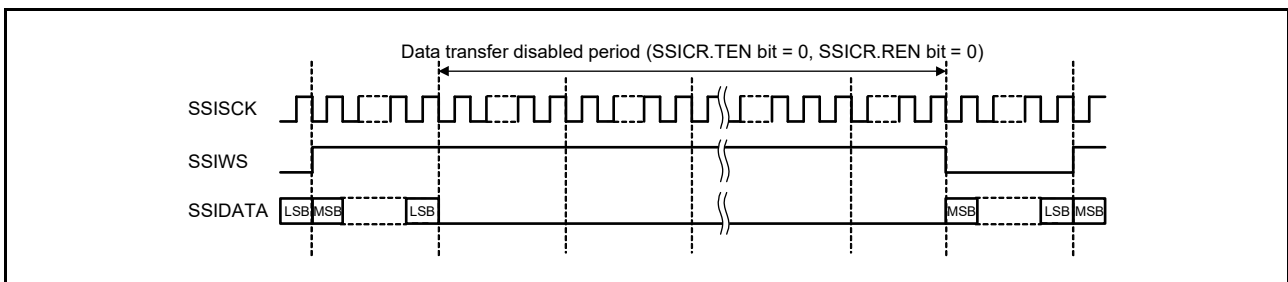 Data transfer disabled period (SSICR.TEN bit = 0, SSICR.REN bit = 0)
SSISCK
SSIWS
SSIDATA LSB MSB LSB MSB LSB MSB